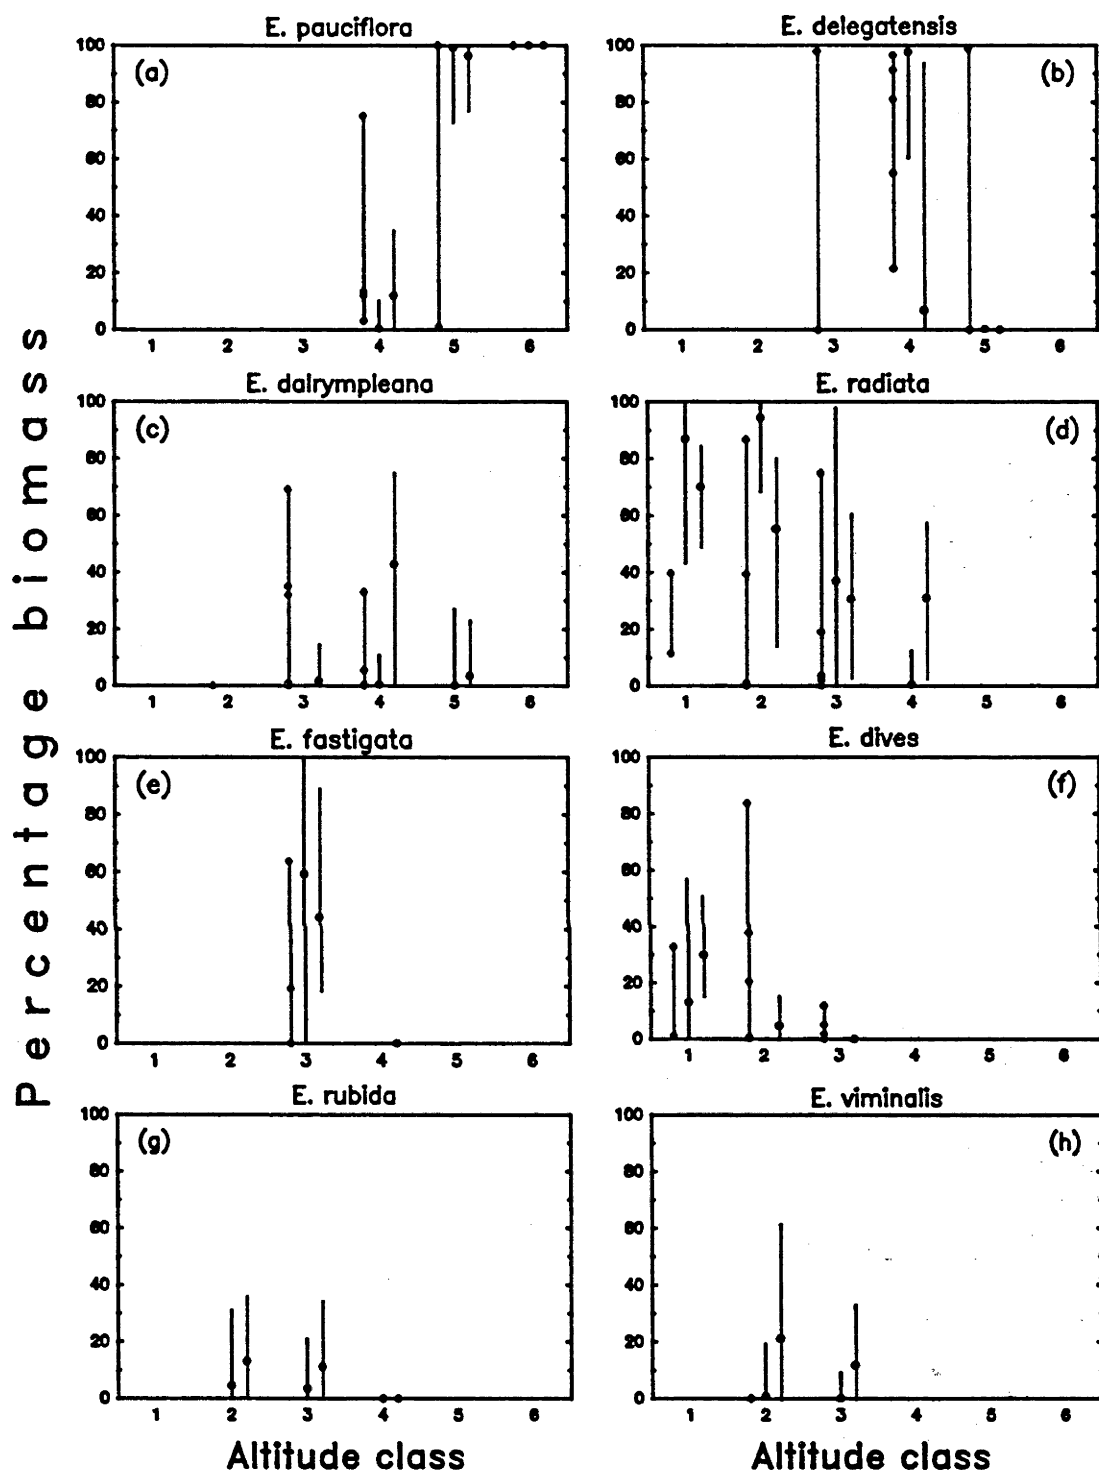 E. pauciflora
E. delegatensis
(a)
(b)
100
80
60
40
20
0
1 2 3 4 5 6
100
80
60
40
20
0
1 2 3 4 5 6
E. dalrympleana
E. radiata
(c)
(d)
100
80
60
40
20
0
1 2 3 4 5 6
100
80
60
40
20
0
1 2 3 4 5 6
E. fastigata
E. dives
(e)
(f)
100
80
60
40
20
0
1 2 3 4 5 6
100
80
60
40
20
0
1 2 3 4 5 6
E. rubida
E. viminalis
(g)
(h)
100
80
60
40
20
0
1 2 3 4 5 6
100
80
60
40
20
0
1 2 3 4 5 6
Percentage biomass
Altitude class
Altitude class